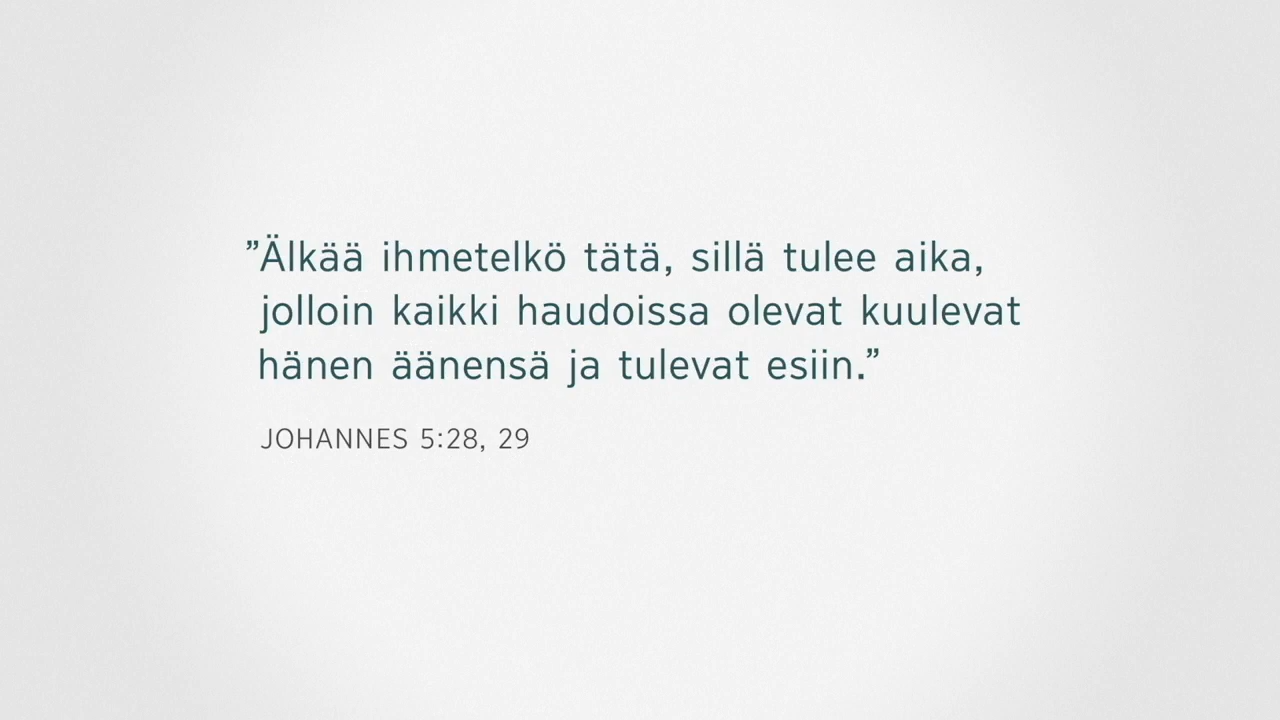 ”Älkää ihmetelkö tätä, sillä tulee aika,
jolloin kaikki haudoissa olevat kuulevat
hänen äänensä ja tulevat esiin.”
JOHANNES 5:28, 29